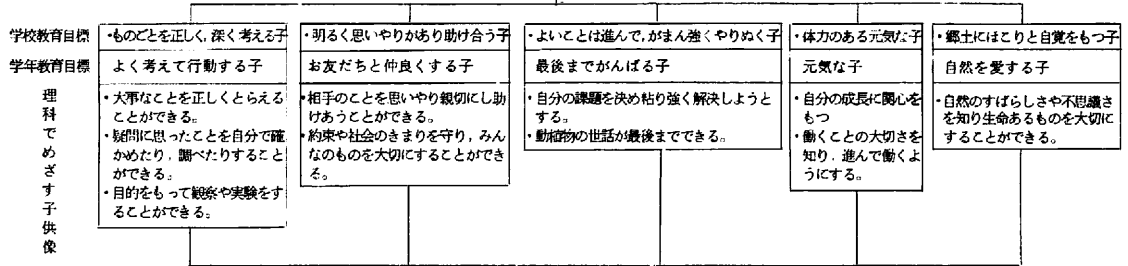 学校教育目標
・ものごとを正しく,深く考える子
・明るく思いやりがあり助け合う子
・よいことは進んで,がまん強くやりぬく子
・体力のある元気な子
・郷土にほこりと自覚をもつ子
学年教育目標
よく考えて行動する子
お友だちと仲良くする子
最後までがんばる子
元気な子
自然を愛する子
理科でめざす子供像
・大事なことを正しくとらえる
ことができる。
・疑問に思ったことを自分で確
かめたり,調べたりすること
ができる。
・目的をもって観察や実験をす
ることができる。
・相手のことを思いやり親切にし助
けあうことができる。
・約束や社会のきまりを守り,みん
なのものを大切にすることができ
る。
・自分の課題を決め粘り強く解決しようと
する。
・動植物の世話が最後までできる。
・自分の成長に関心を
もつ
・働くことの大切さを
知り,進んで働くよ
うにする。
・自然のすばらしさや不思議さ
を知り生命あるものを大切に
することができる。